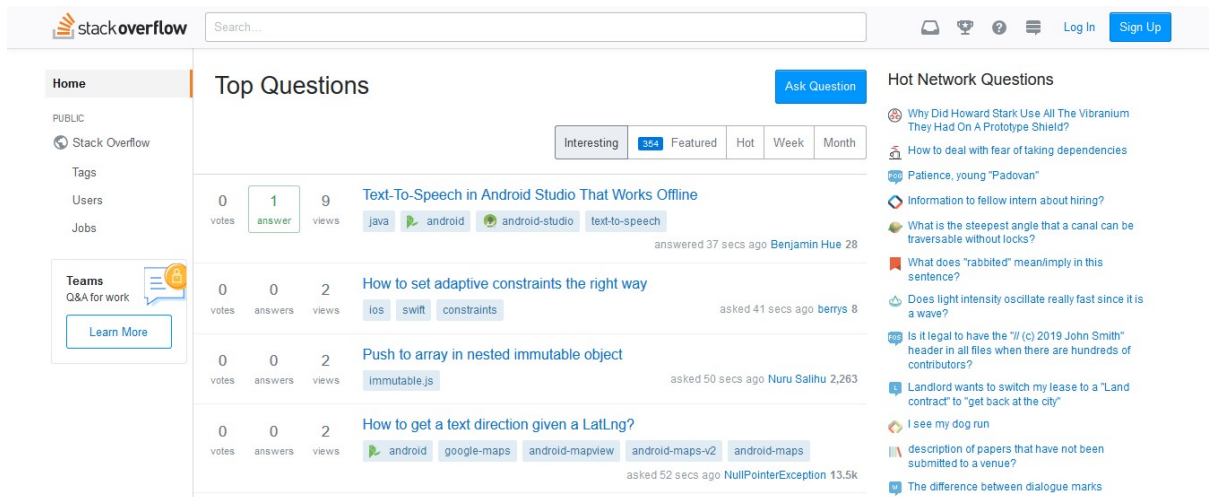 stackoverflow
Search...
Log In
Sign Up
Home
PUBLIC
Stack Overflow
Tags
Users
Jobs
Teams
Q&A for work
Learn More
Top Questions
Ask Question
Interesting
354 Featured
Hot
Week
Month
0 votes
1 answer
9 views
Text-To-Speech in Android Studio That Works Offline
java android android-studio text-to-speech
answered 37 secs ago Benjamin Hue 28
0 votes
0 answers
2 views
How to set adaptive constraints the right way
ios swift constraints
asked 41 secs ago berrys 8
0 votes
0 answers
2 views
Push to array in nested immutable object
immutable.js
asked 50 secs ago Nuru Salihu 2,263
0 votes
0 answers
2 views
How to get a text direction given a LatLng?
android google-maps android-mapview android-maps-v2 android-maps
asked 52 secs ago NullPointerException 13.5k
Hot Network Questions
Why Did Howard Stark Use All The Vibranium
They Had On A Prototype Shield?
How to deal with fear of taking dependencies
PCG
Patience, young "Padovan"
Information to fellow intern about hiring?
What is the steepest angle that a canal can be
traversable without locks?
What does "rabbited" mean/imply in this
sentence?
Does light intensity oscillate really fast since it is
a wave?
FOS
Is it legal to have the "// (c) 2019 John Smith"
header in all files when there are hundreds of
contributors?
L
Landlord wants to switch my lease to a "Land
contract" to "get back at the city"
I see my dog run
description of papers that have not been
submitted to a venue?
W
The difference between dialogue marks